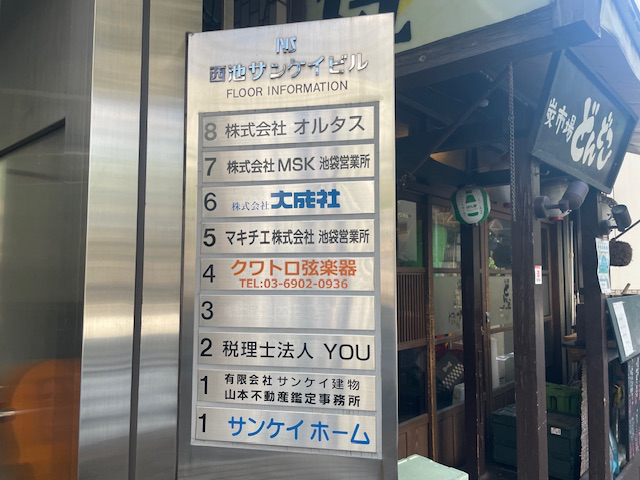 NS
西池サンケイビル
FLOOR INFORMATION
8 株式会社 オルタス
7 株式会社 MSK 池袋営業所
6 株式会社 大成社
5 マキチエ株式会社 池袋営業所
4 クワトロ弦楽器
TEL:03-6902-0936
3
2 税理士法人 YOU
1 有限会社 サンケイ建物
山本不動産鑑定事務所
1 サンケイ ホーム
炭市場
どんどこ